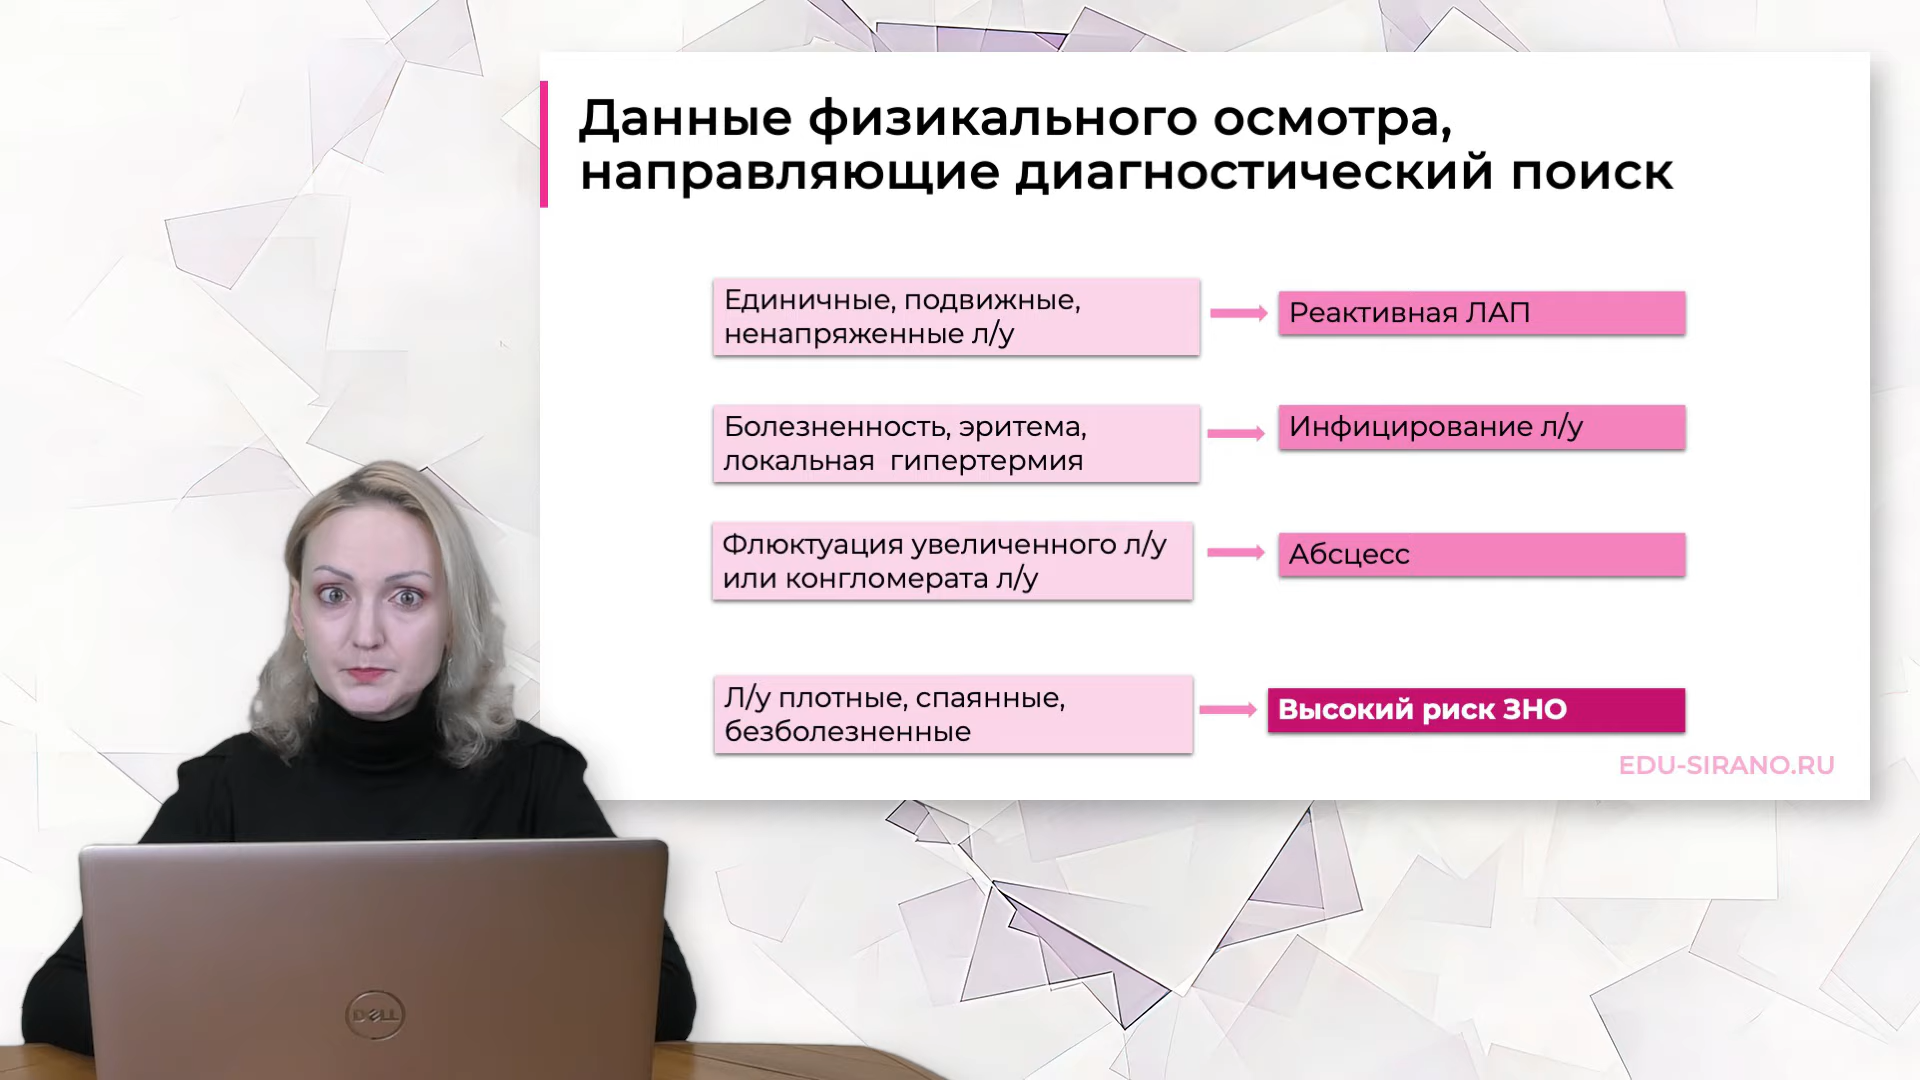 Данные физикального осмотра,
направляющие диагностический поиск
Единичные, подвижные,
ненапряженные л/у
Реактивная ЛАП
Болезненность, эритема,
локальная гипертермия
Инфицирование л/у
Флюктуация увеличенного л/у
или конгломерата л/у
Абсцесс
Л/у плотные, спаянные,
безболезненные
Высокий риск ЗНО
EDU-SIRANO.RU
DELL